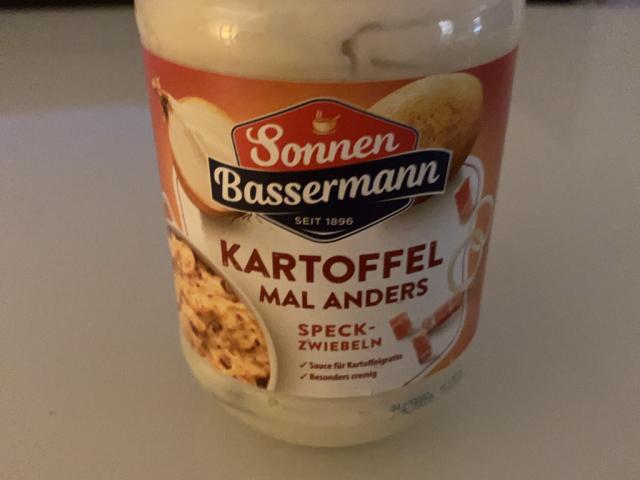 Sonnen
Bassermann
SEIT 1896
KARTOFFEL
MAL ANDERS
SPECK-
ZWIEBELN
✓ Sauce für Kartoffelgratin
✓ Besonders cremig